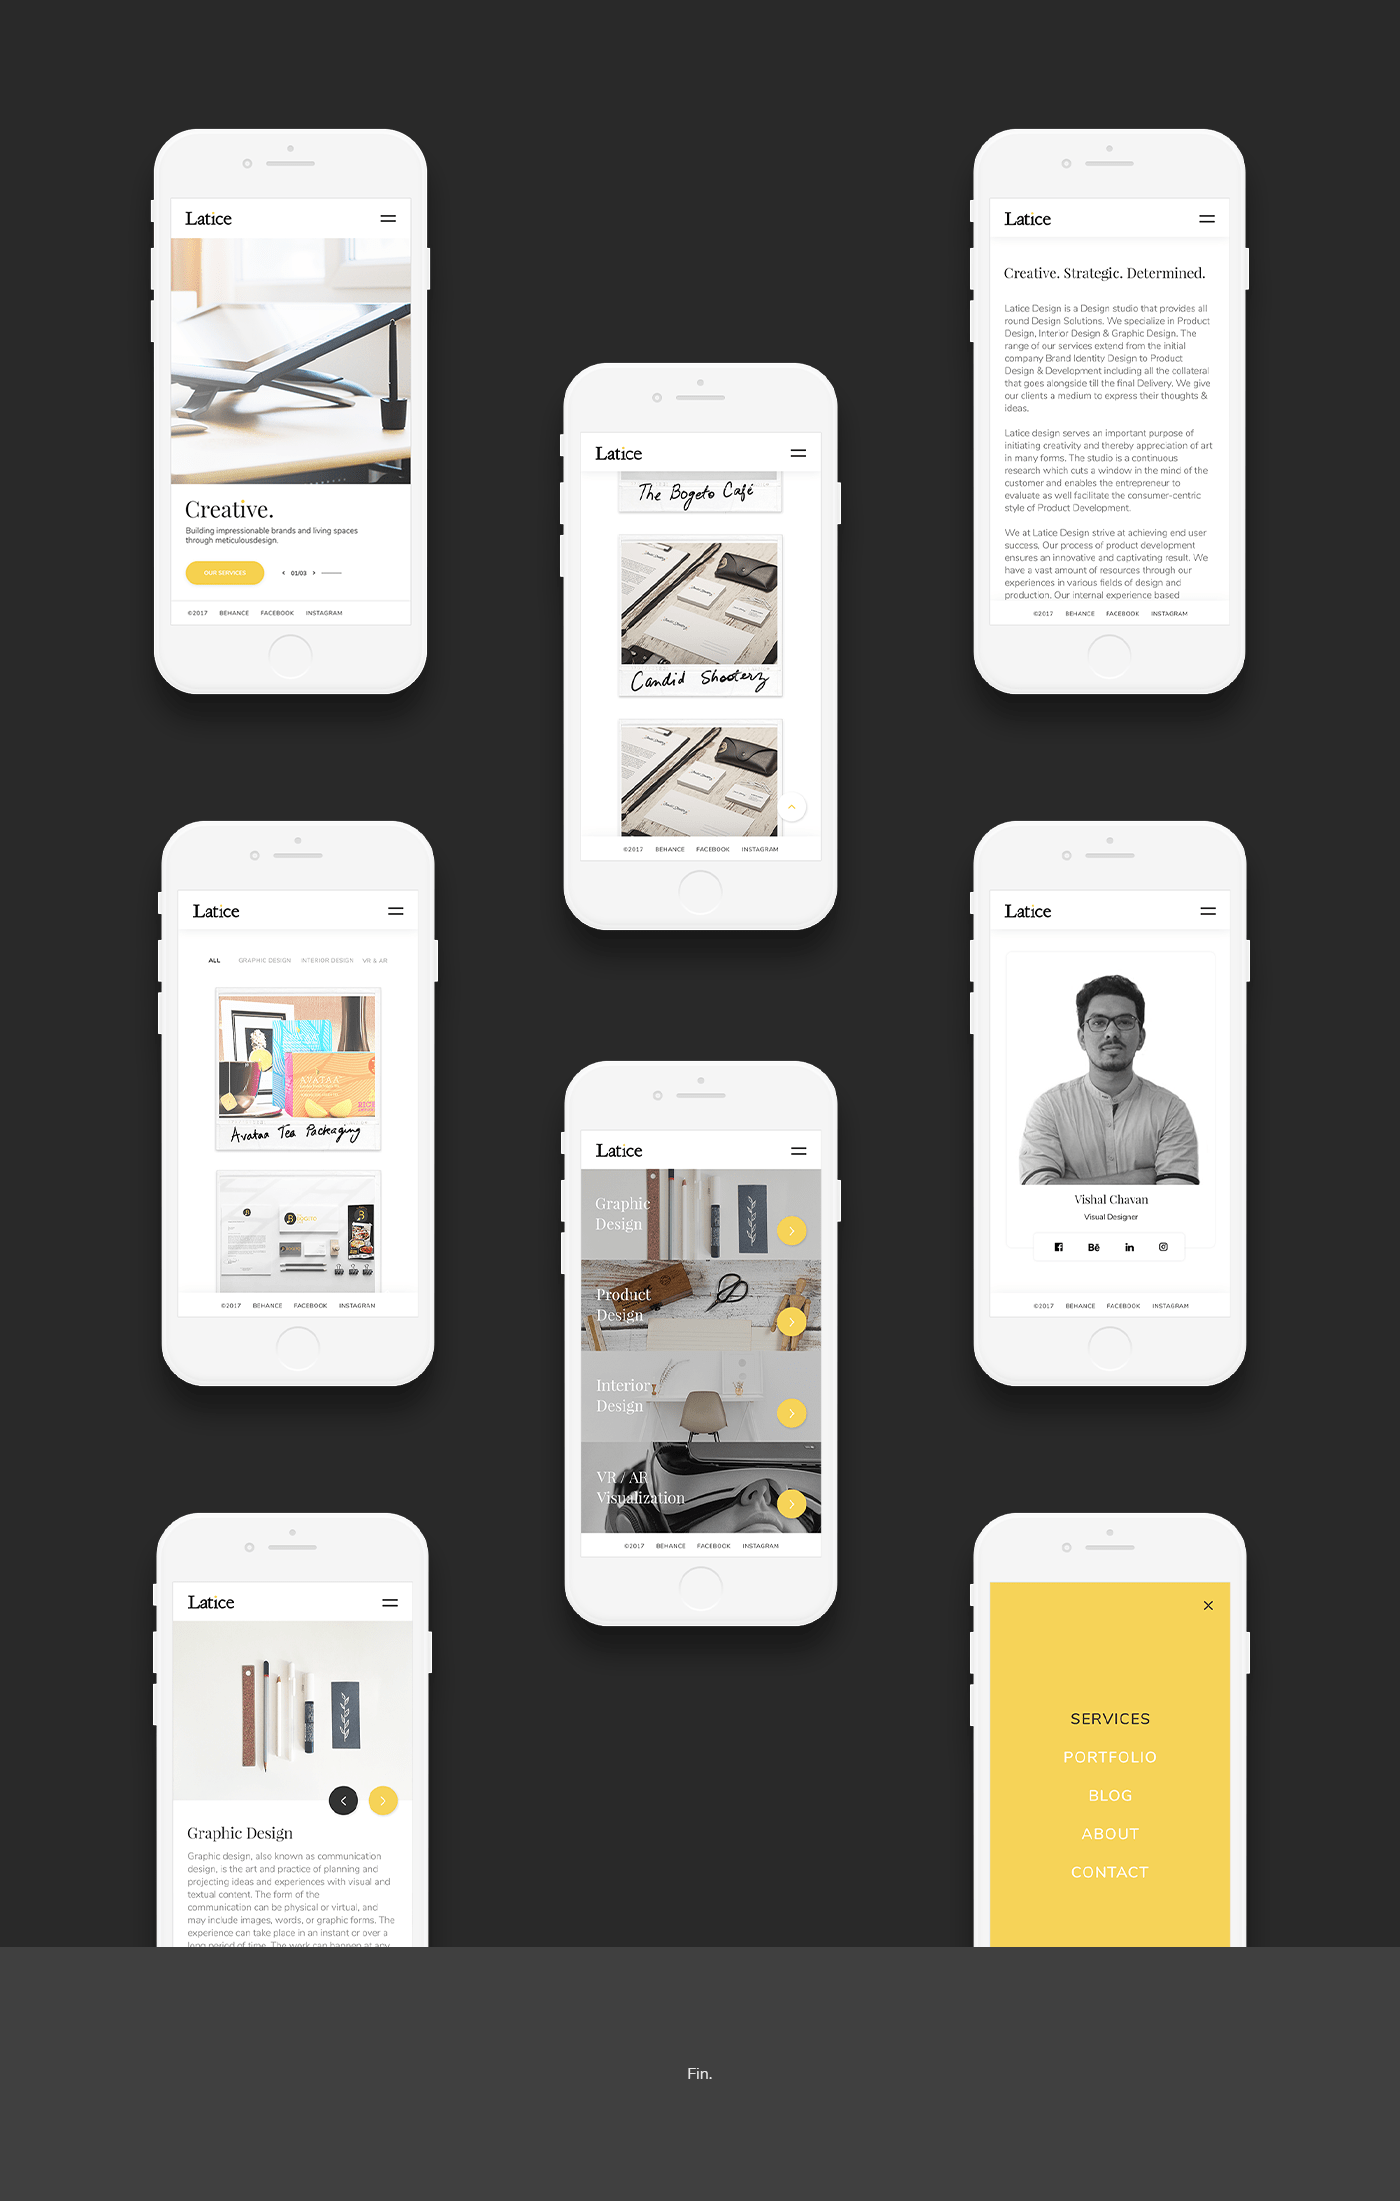 Latice
Creative.
Building impressionable brands and living spaces
through meticulousdesign.
OUR SERVICES
01/03
©2017 BEHANCE FACEBOOK INSTAGRAM
Latice
Creative. Strategic. Determined.
Latice Design is a Design studio that provides all
round Design Solutions. We specialize in Product
Design, Interior Design & Graphic Design. The
range of our services extend from the initial
company Brand Identity Design to Product
Design & Development including all the collateral
that goes alongside till the final Delivery. We give
our clients a medium to express their thoughts &
ideas.
Latice design serves an important purpose of
initiating creativity and thereby appreciation of art
in many forms. The studio is a continuous
research which cuts a window in the mind of the
customer and enables the entrepreneur to
evaluate as well facilitate the consumer-centric
style of Product Development.
We at Latice Design strive at achieving end user
success. Our process of product development
ensures an innovative and captivating result. We
have a vast amount of resources through our
experiences in various fields of design and
production. Our internal experience based
©2017 BEHANCE FACEBOOK INSTAGRAM
Latice
The Bogeto Café
Candid Shooterz
©2017 BEHANCE FACEBOOK INSTAGRAM
Latice
ALL GRAPHIC DESIGN INTERIOR DESIGN VR & AR
AVATAA
Avataa Tea Packaging
©2017 BEHANCE FACEBOOK INSTAGRAM
Latice
Vishal Chavan
Visual Designer
Bē in
©2017 BEHANCE FACEBOOK INSTAGRAM
Latice
Graphic
Design
Product
Design
Interior
Design
VR / AR
Visualization
©2017 BEHANCE FACEBOOK INSTAGRAM
Latice
Graphic Design
Graphic design, also known as communication
design, is the art and practice of planning and
projecting ideas and experiences with visual and
textual content. The form of the
communication can be physical or virtual, and
may include images, words, or graphic forms. The
experience can take place in an instant or over a
long period of time. The work can happen at any
SERVICES
PORTFOLIO
BLOG
ABOUT
CONTACT
Fin.